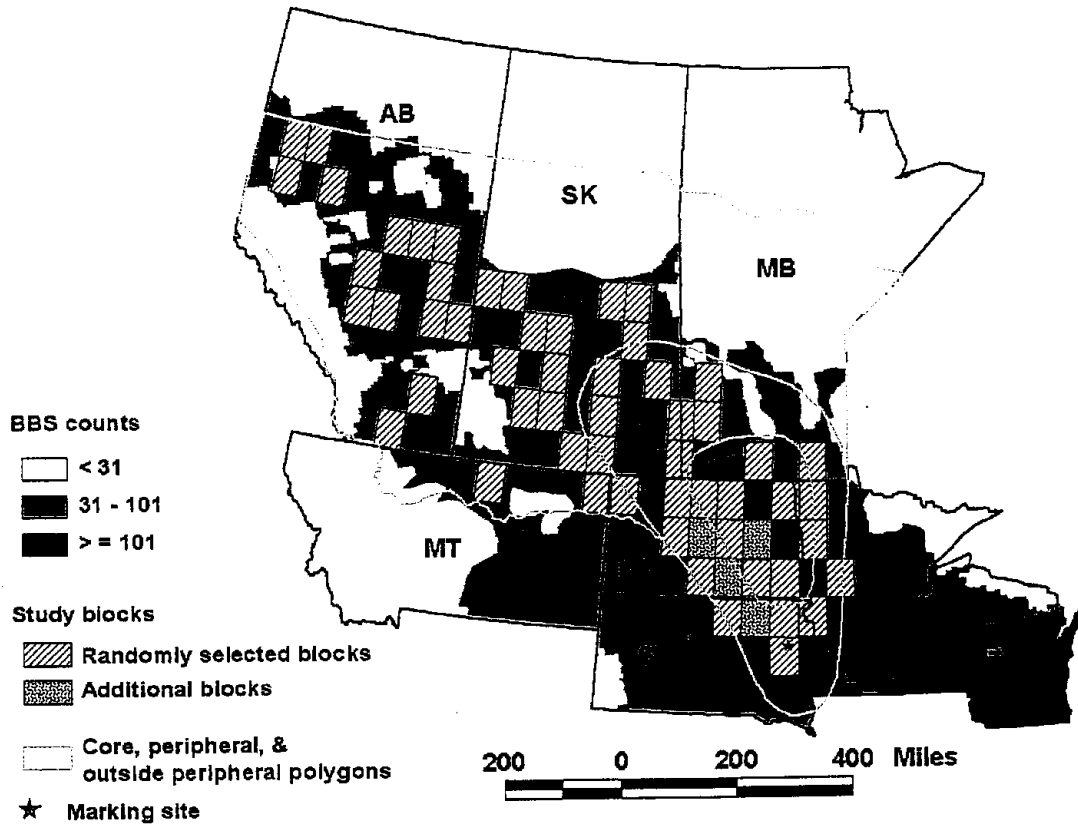 AB
SK
MB
MT
BBS counts
< 31
31 - 101
> = 101
Study blocks
Randomly selected blocks
Additional blocks
Core, peripheral, &
outside peripheral polygons
Marking site
200 0 200 400 Miles